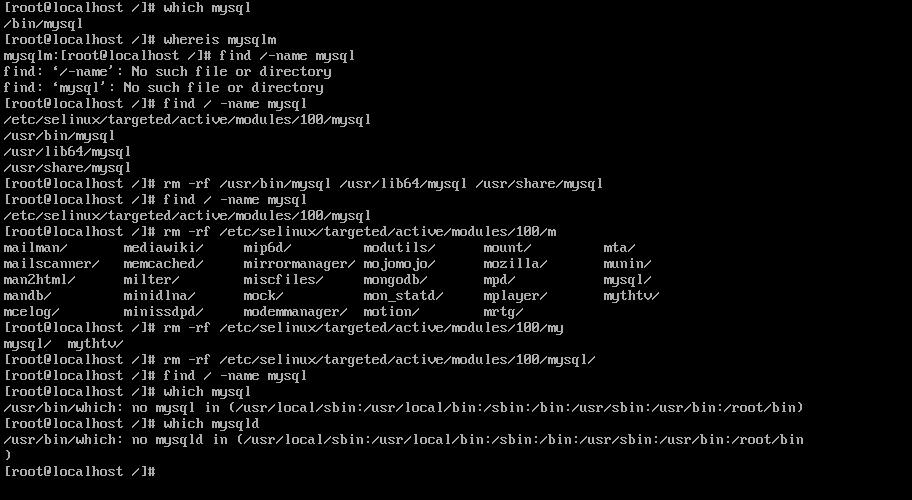 [root@localhost /]# which mysql
/bin/mysql
[root@localhost /]# whereis mysqlm
mysqlm:[root@localhost /]# find /-name mysql
find: ‘/-name’: No such file or directory
find: ‘mysql’: No such file or directory
[root@localhost /]# find / -name mysql
/etc/selinux/targeted/active/modules/100/mysql
/usr/bin/mysql
/usr/lib64/mysql
/usr/share/mysql
[root@localhost /]# rm -rf /usr/bin/mysql /usr/lib64/mysql /usr/share/mysql
[root@localhost /]# find / -name mysql
/etc/selinux/targeted/active/modules/100/mysql
[root@localhost /]# rm -rf /etc/selinux/targeted/active/modules/100/m
mailman/ mediawiki/ mip6d/ modutils/ mount/ mta/
mailscanner/ memcached/ mirrormanager/ mojomojo/ mozilla/ munin/
man2html/ milter/ miscfiles/ mongodb/ mpd/ mysql/
mandb/ minidlna/ mock/ mon_statd/ mplayer/ mythtv/
mcelog/ minissdpd/ modemmanager/ motion/ mrtg/
[root@localhost /]# rm -rf /etc/selinux/targeted/active/modules/100/my
mysql/ mythtv/
[root@localhost /]# rm -rf /etc/selinux/targeted/active/modules/100/mysql/
[root@localhost /]# find / -name mysql
[root@localhost /]# which mysql
/usr/bin/which: no mysql in (/usr/local/sbin:/usr/local/bin:/sbin:/bin:/usr/sbin:/usr/bin:/root/bin)
[root@localhost /]# which mysqld
/usr/bin/which: no mysqld in (/usr/local/sbin:/usr/local/bin:/sbin:/bin:/usr/sbin:/usr/bin:/root/bin
)
[root@localhost /]#